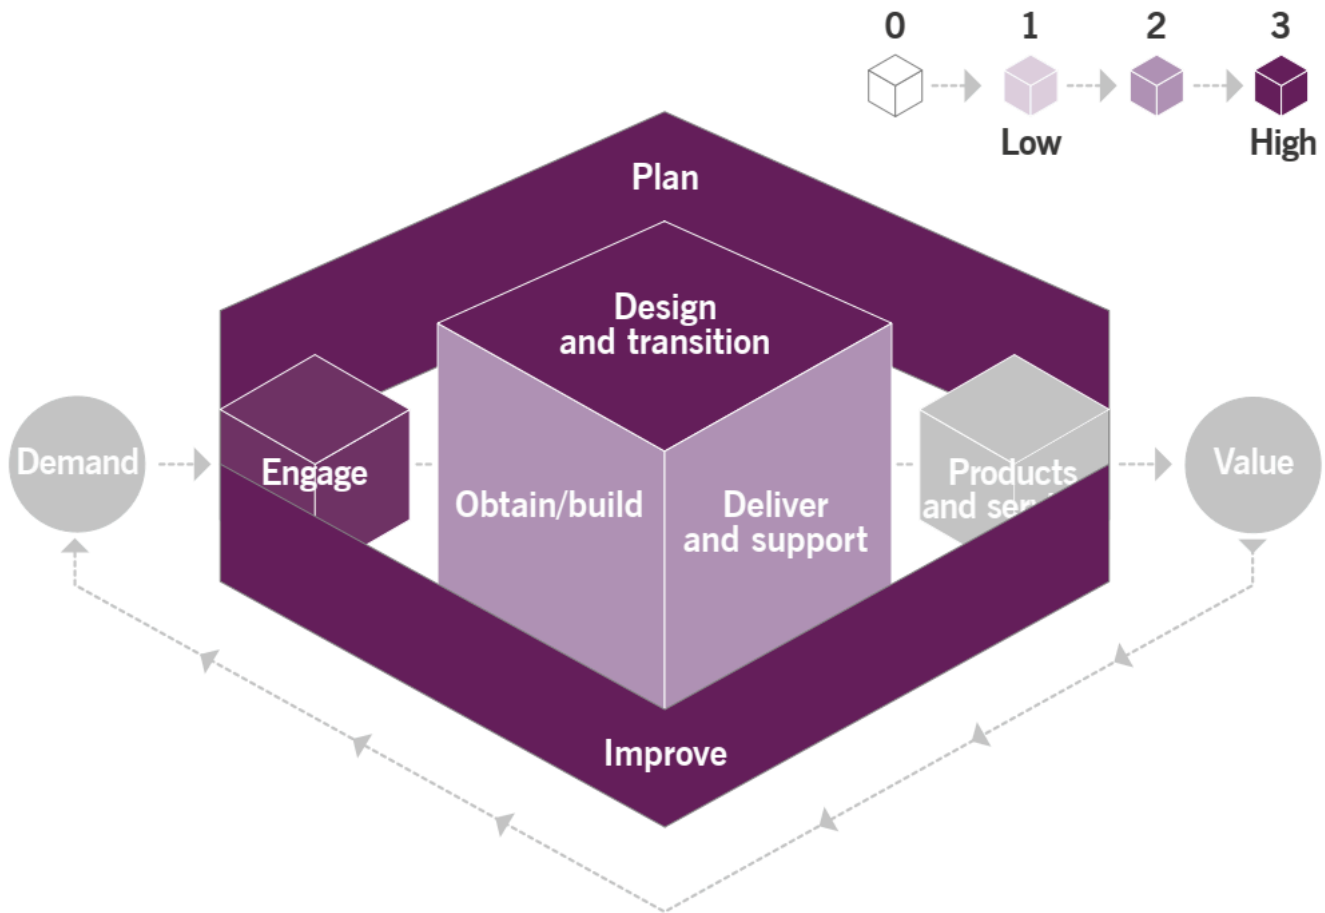 0 1 2 3
Low High
Plan
Design
and transition
Demand
Engage
Obtain/build
Deliver
and support
Products
and
Value
Improve